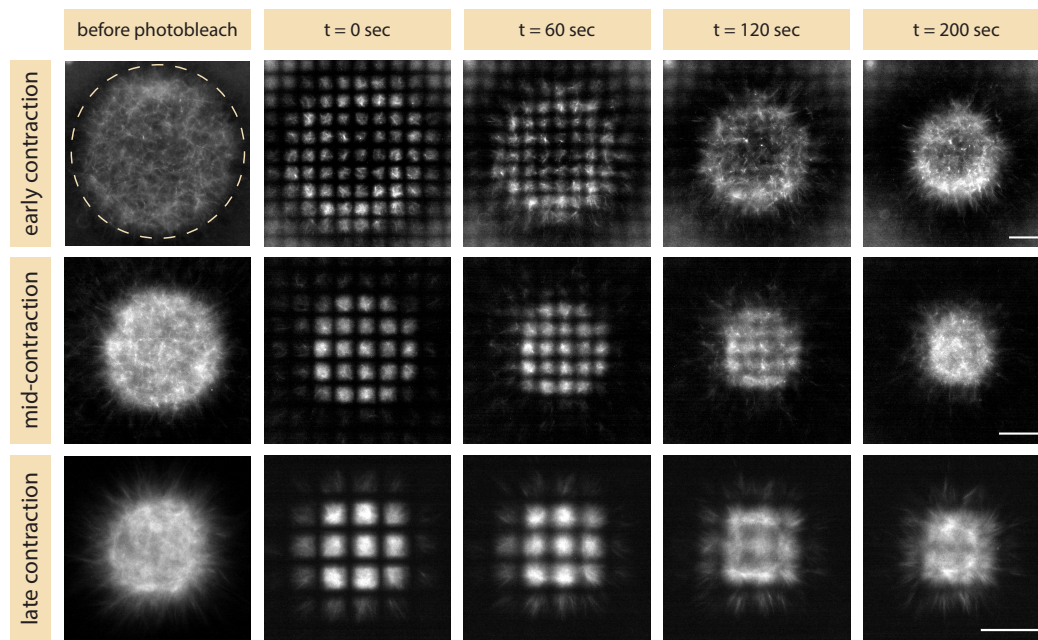 before photobleach
t = 0 sec
t = 60 sec
t = 120 sec
t = 200 sec
early contraction
mid-contraction
late contraction